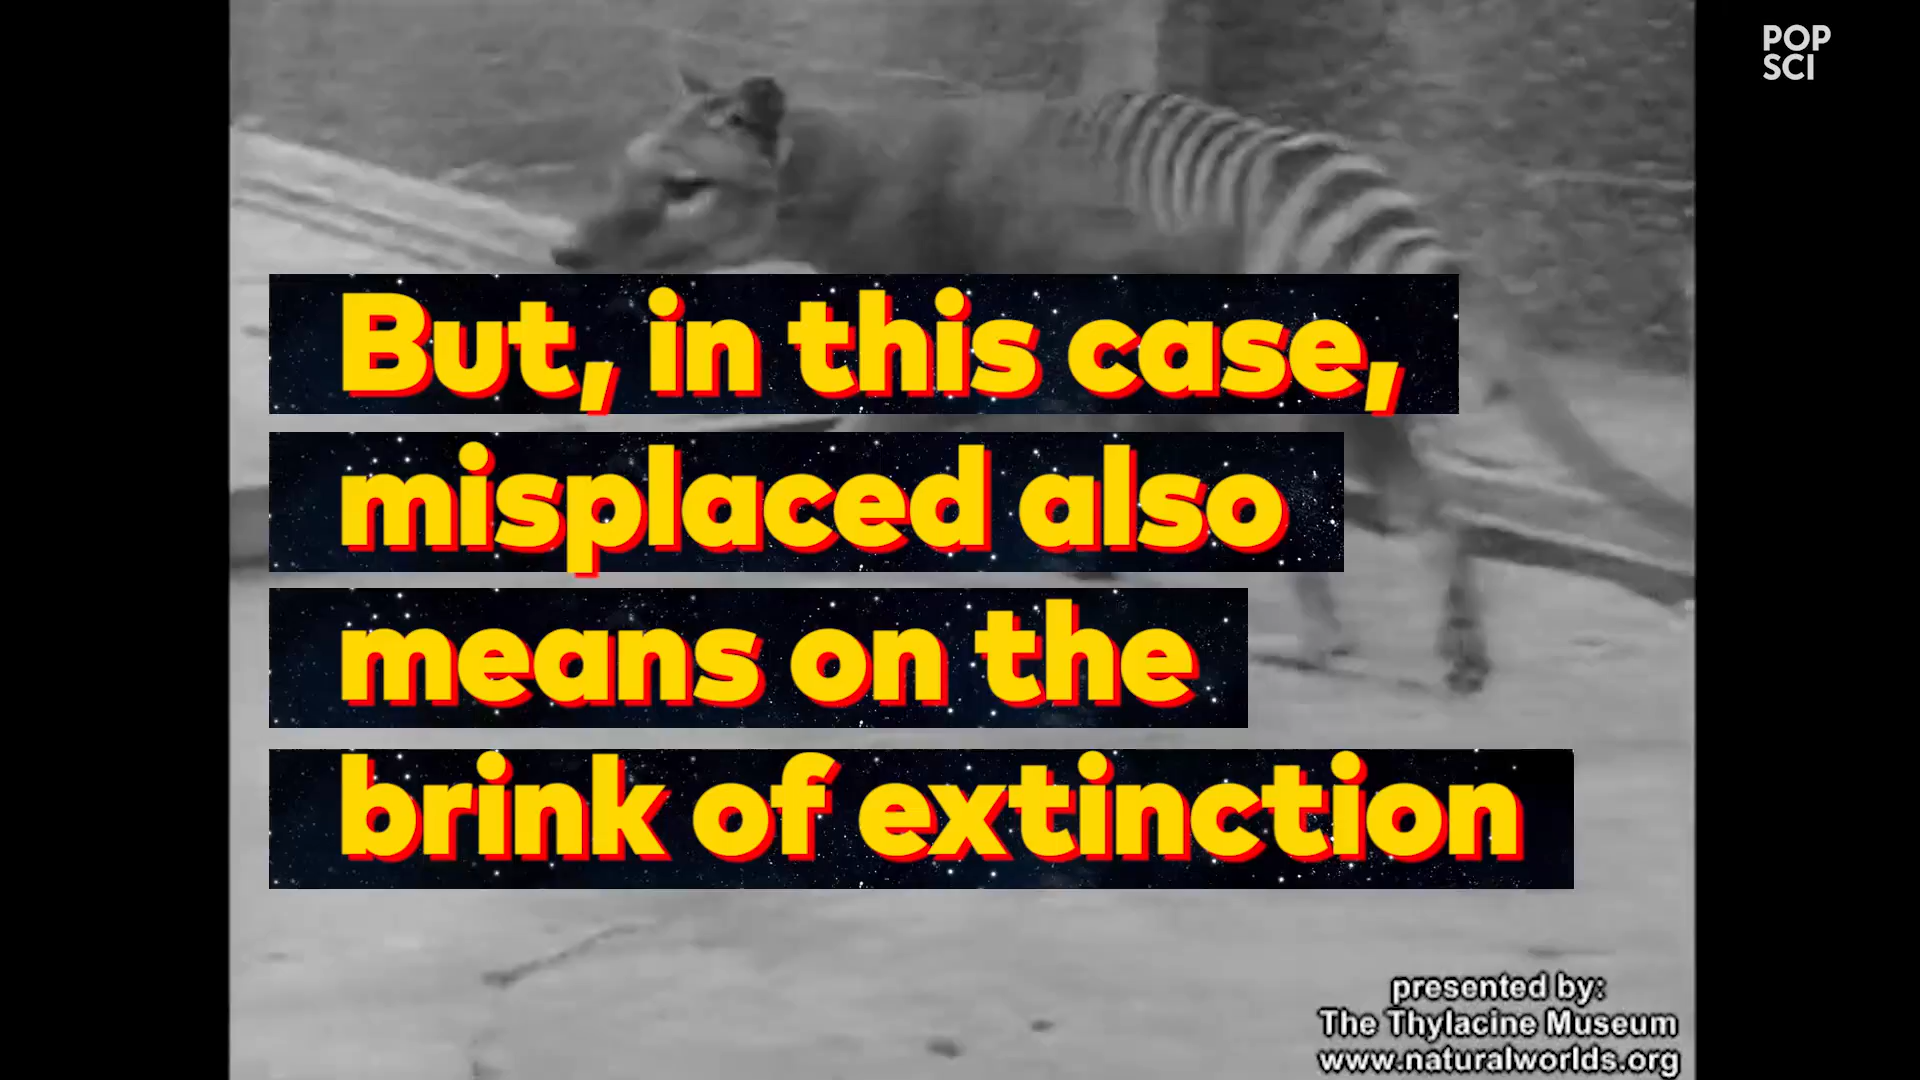 POP
SCI
But, in this case,
misplaced also
means on the
brink of extinction
presented by:
The Thylacine Museum
www.naturalworlds.org